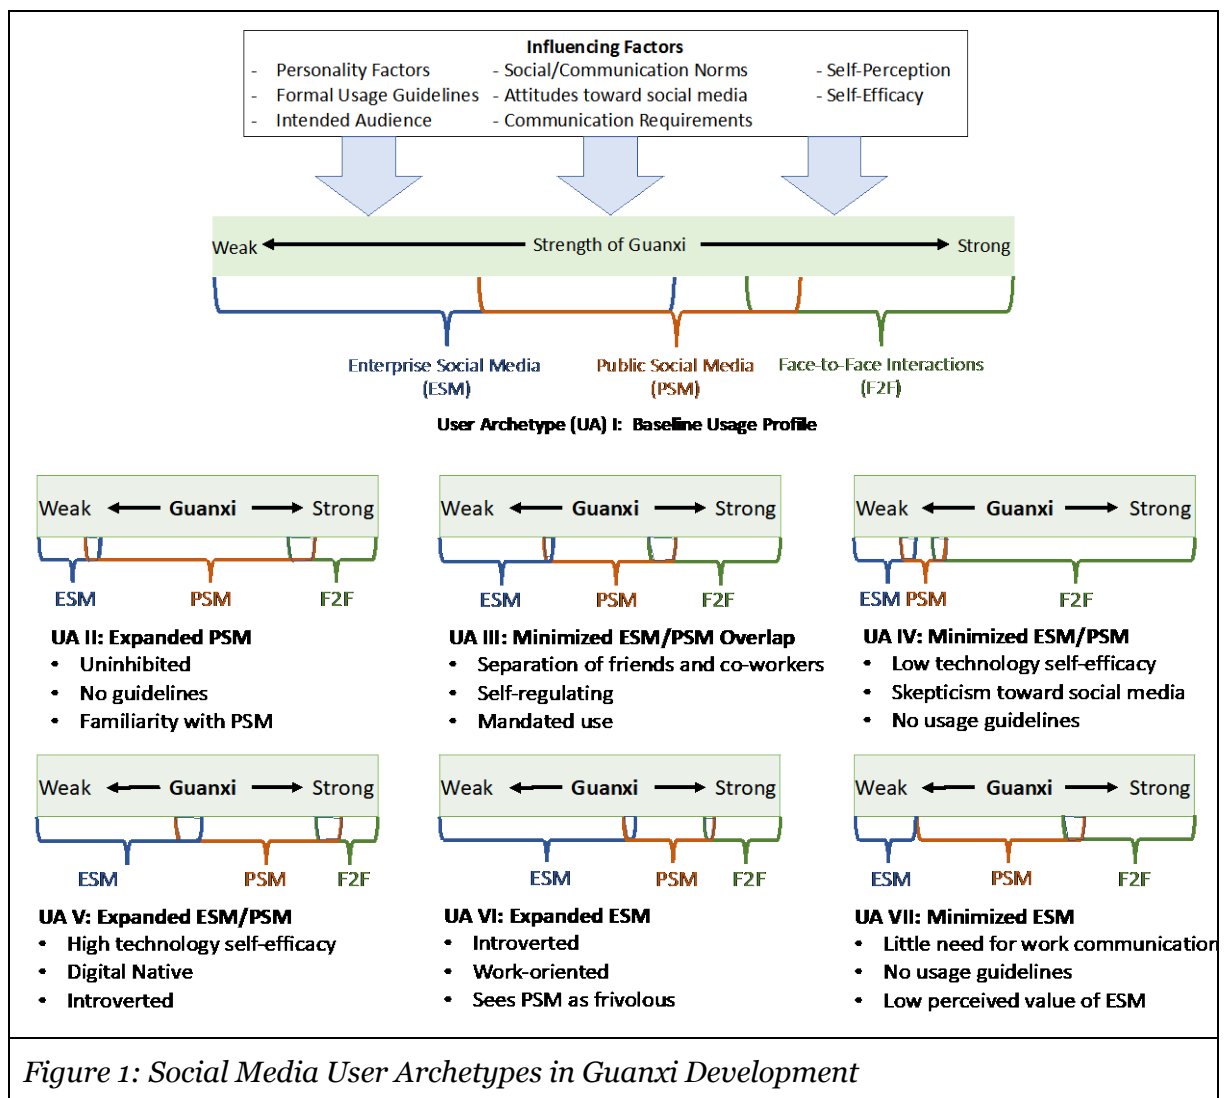 Influencing Factors
- Personality Factors - Social/Communication Norms - Self-Perception
- Formal Usage Guidelines - Attitudes toward social media - Self-Efficacy
- Intended Audience - Communication Requirements
Weak Strength of Guanxi Strong
Enterprise Social Media (ESM)
Public Social Media (PSM)
Face-to-Face Interactions (F2F)
User Archetype (UA) I: Baseline Usage Profile
Weak Guanxi Strong
ESM PSM F2F
UA II: Expanded PSM
• Uninhibited
• No guidelines
• Familiarity with PSM
Weak Guanxi Strong
ESM PSM F2F
UA III: Minimized ESM/PSM Overlap
• Separation of friends and co-workers
• Self-regulating
• Mandated use
Weak Guanxi Strong
ESM PSM F2F
UA IV: Minimized ESM/PSM
• Low technology self-efficacy
• Skepticism toward social media
• No usage guidelines
Weak Guanxi Strong
ESM PSM F2F
UA V: Expanded ESM/PSM
• High technology self-efficacy
• Digital Native
• Introverted
Weak Guanxi Strong
ESM PSM F2F
UA VI: Expanded ESM
• Introverted
• Work-oriented
• Sees PSM as frivolous
Weak Guanxi Strong
ESM PSM F2F
UA VII: Minimized ESM
• Little need for work communication
• No usage guidelines
• Low perceived value of ESM
Figure 1: Social Media User Archetypes in Guanxi Development